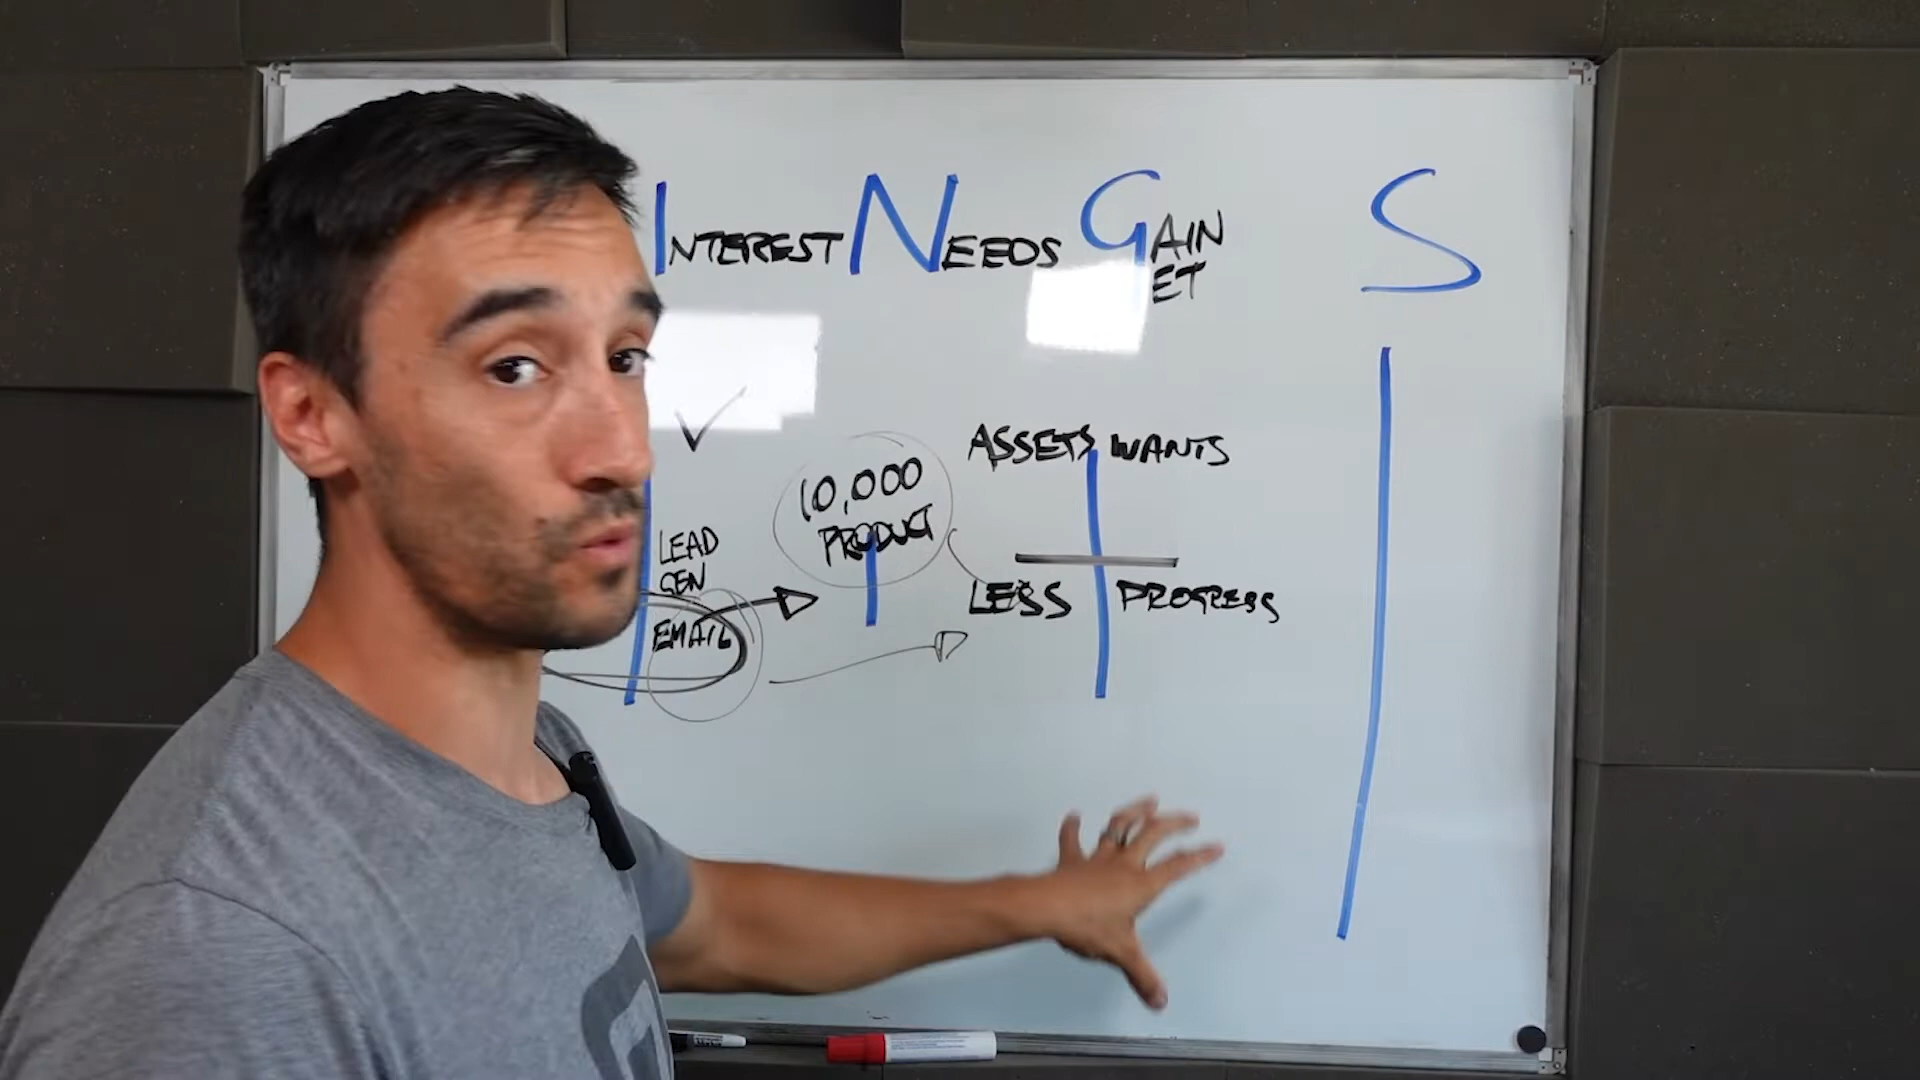 INTEREST NEEDS GAIN S
ET
ASSETS WANTS
10,000
PRODUCT
LEAD
GEN
LESS PROGRESS
EMAIL